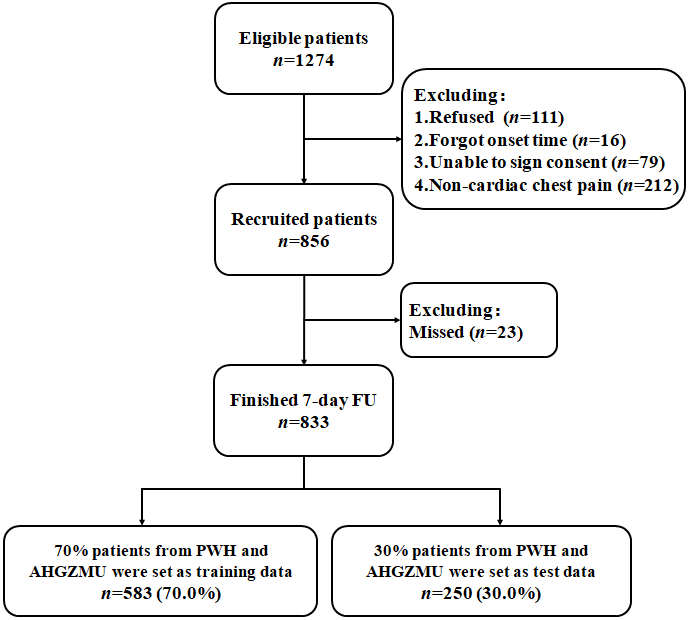 Eligible patients
n=1274
Excluding：
1.Refused (n=111)
2.Forgot onset time (n=16)
3.Unable to sign consent (n=79)
4.Non-cardiac chest pain (n=212)
Recruited patients
n=856
Excluding：
Missed (n=23)
Finished 7-day FU
n=833
70% patients from PWH and
AHGZMU were set as training data
n=583 (70.0%)
30% patients from PWH and
AHGZMU were set as test data
n=250 (30.0%)